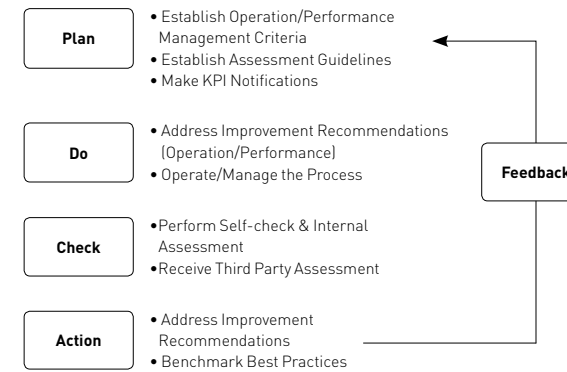 Plan
• Establish Operation/Performance
Management Criteria
• Establish Assessment Guidelines
• Make KPI Notifications
Do
• Address Improvement Recommendations
(Operation/Performance)
• Operate/Manage the Process
Feedback
Check
•Perform Self-check & Internal
Assessment
•Receive Third Party Assessment
Action
• Address Improvement
Recommendations
• Benchmark Best Practices